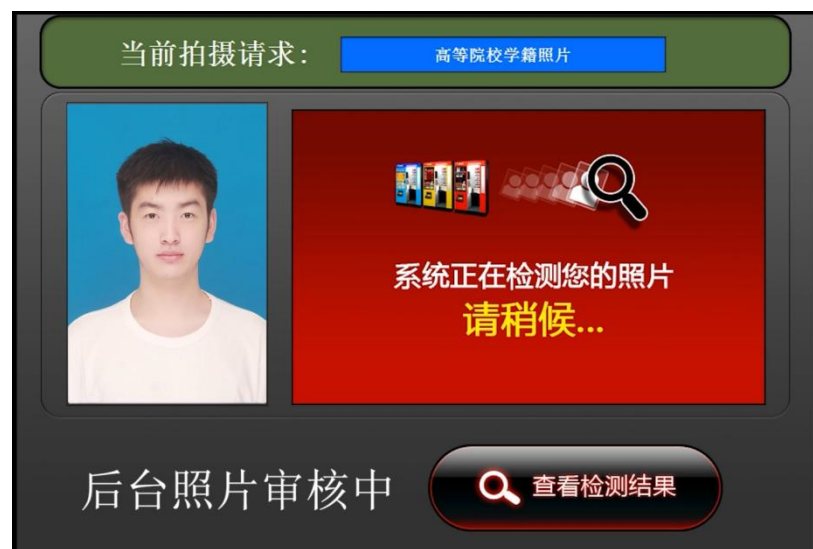 当前拍摄请求：
高等院校学籍照片
系统正在检测您的照片
请稍候...
后台照片审核中
查看检测结果